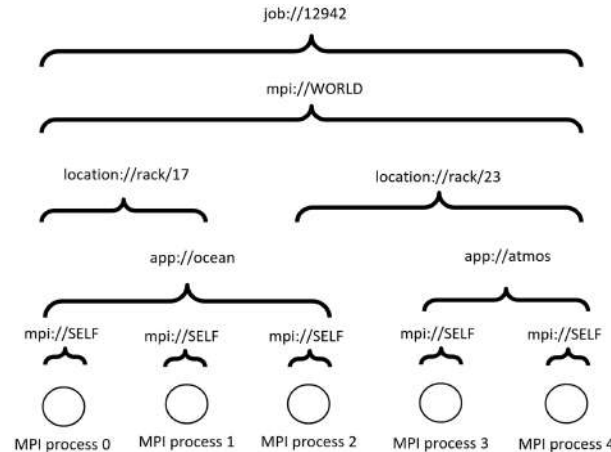 job://12942
mpi://WORLD
location://rack/17 location://rack/23
app://ocean app://atmos
mpi://SELF mpi://SELF mpi://SELF mpi://SELF mpi://SELF
MPI process 0 MPI process 1 MPI process 2 MPI process 3 MPI process 4